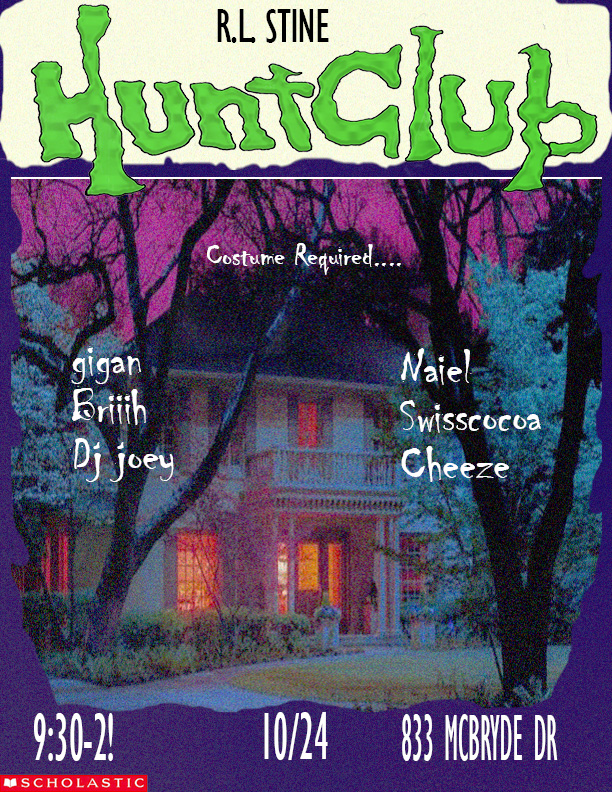 R.L. STINE
HuntClub
Costume Required....
gigan
Briiih
Dj joey
Naiel
Swisscocoa
Cheeze
9:30-2!
10/24
833 MCBRYDE DR
SCHOLASTIC